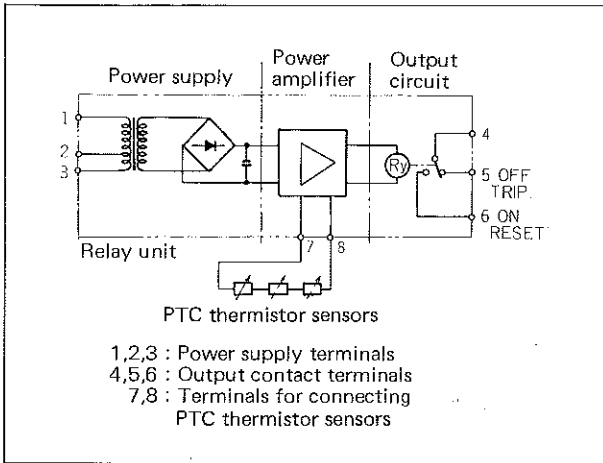 Power supply
Power
amplifier
Output
circuit
1
2
3
4
5 OFF
TRIP.
6 ON
RESET
Ry
7 8
Relay unit
PTC thermistor sensors
1,2,3 : Power supply terminals
4,5,6 : Output contact terminals
7,8 : Terminals for connecting
PTC thermistor sensors